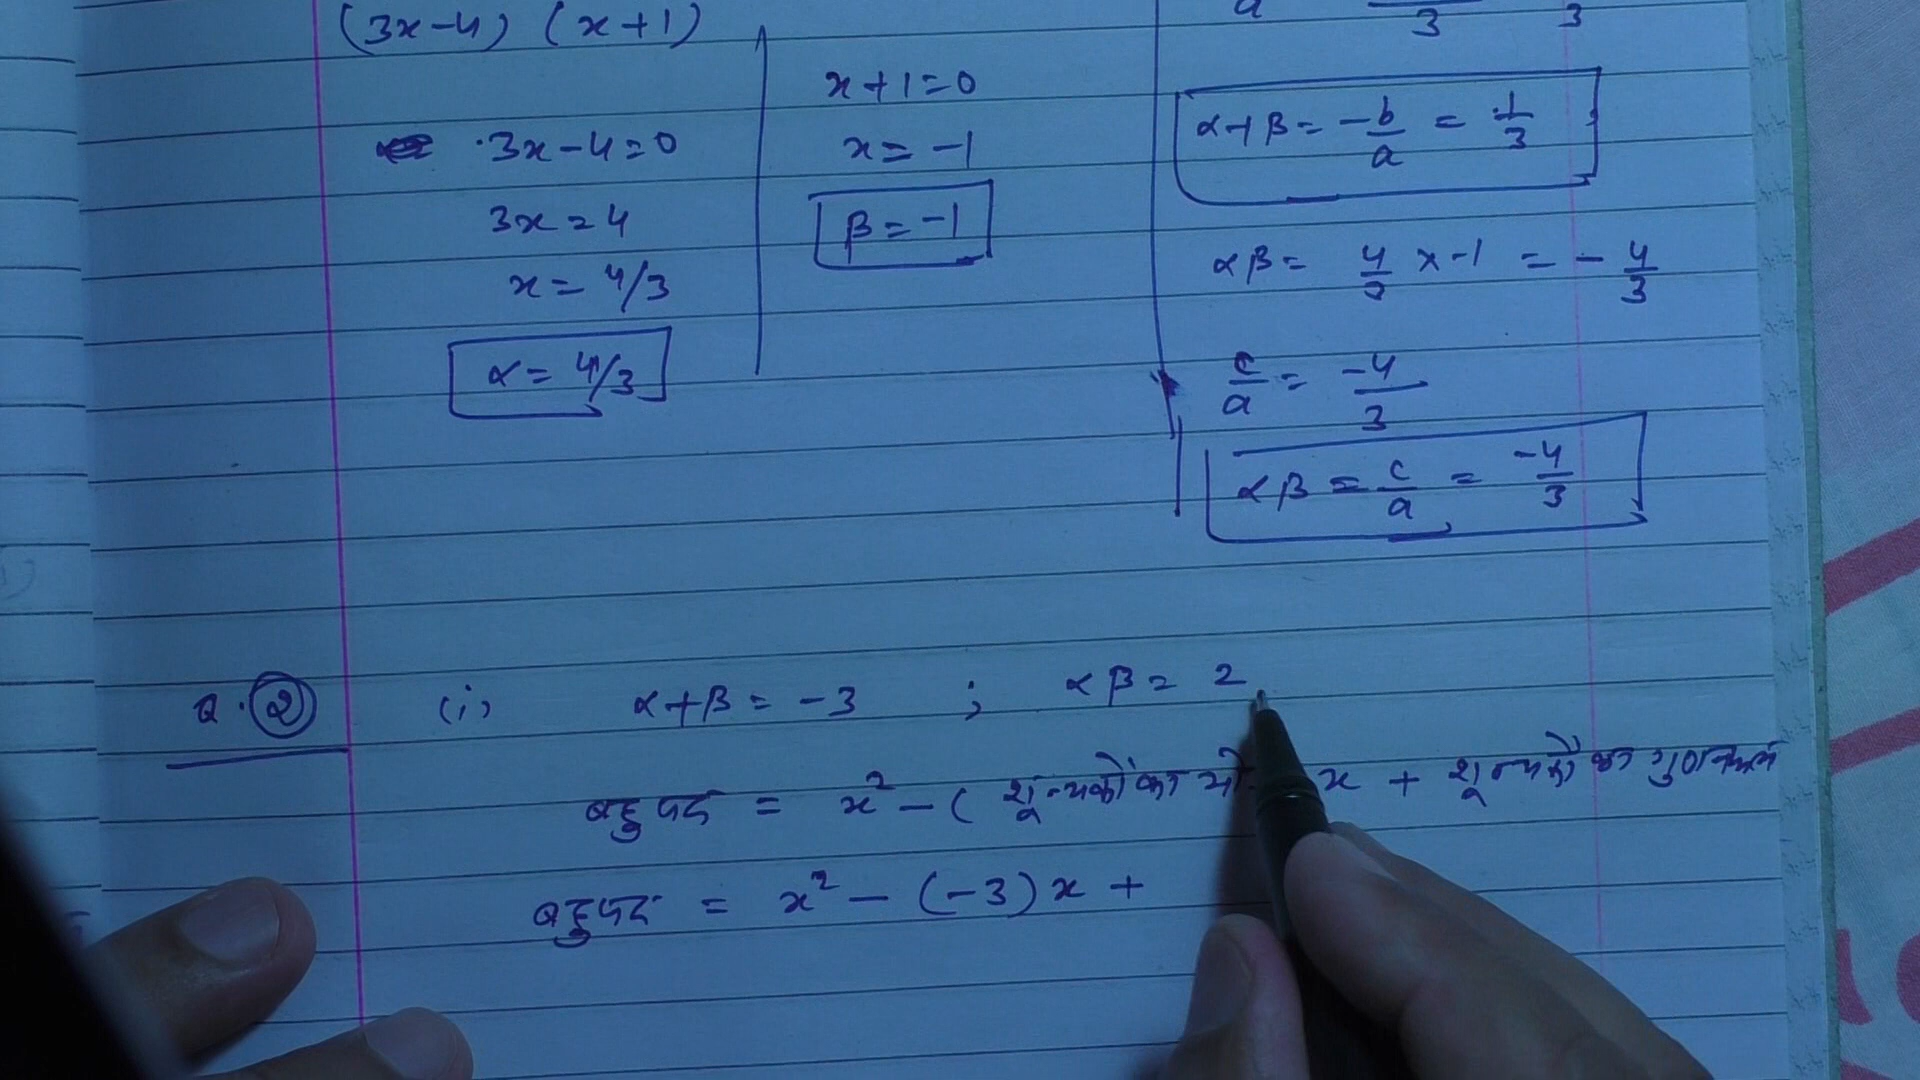 (3x-4) (x+1)
3x-4=0
3x=4
x=4/3
α=4/3
x+1=0
x=-1
β=-1
a 3 3
α+β=-b/a=1/3
αβ= 4/3 x-1 = -4/3
c/a = -4/3
αβ = c/a = -4/3
Q.② (i) α+β = -3 ; αβ = 2
बहुपद = x² - ( शून्यकों का x + शून्यकों का गुणनफल
बहुपद = x² - (-3)x +